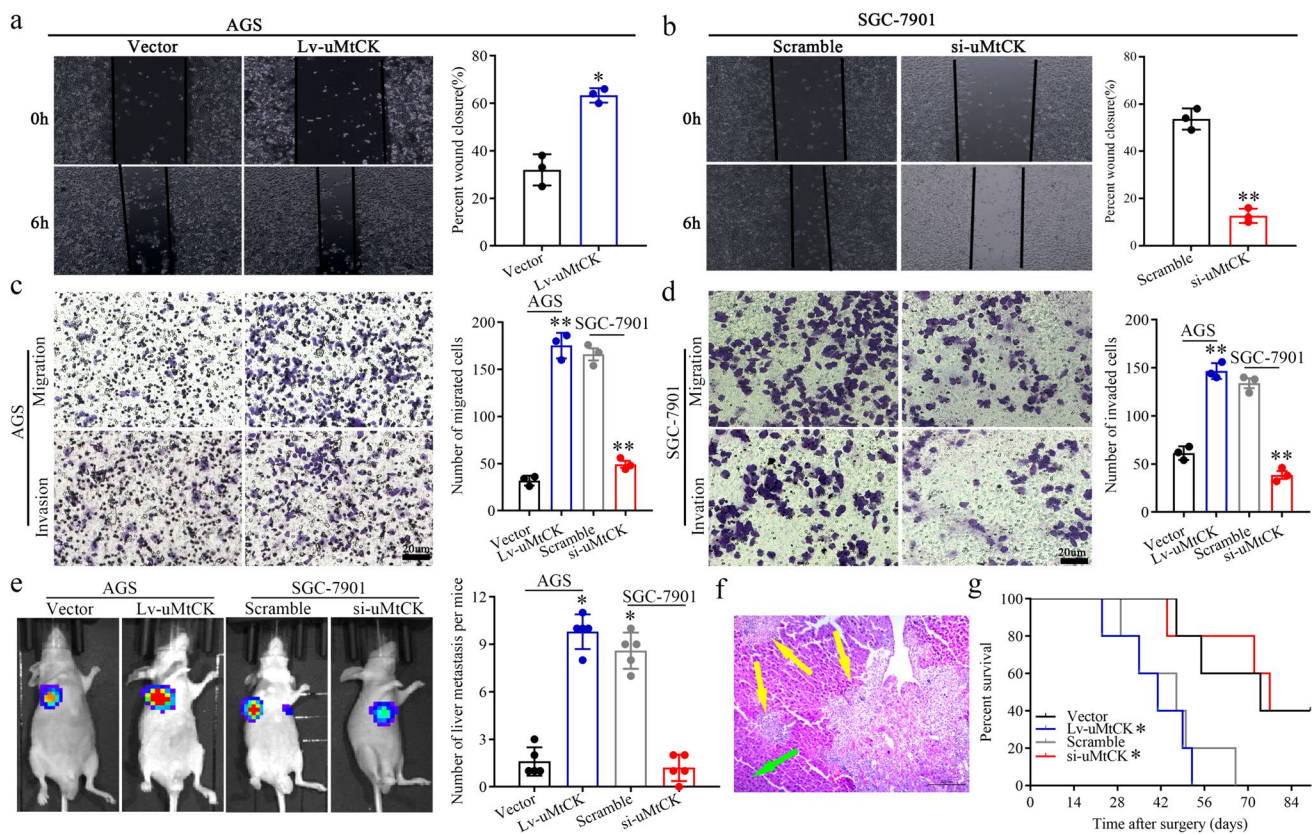 a
AGS
Vector
Lv-uMtCK
0h
6h
Percent wound closure(%)
80
60
40
20
0
*
Vector
Lv-uMtCK
b
SGC-7901
Scramble
si-uMtCK
0h
6h
Percent wound closure(%)
80
60
40
20
0
**
Scramble
si-uMtCK
c
AGS
Migration
Invasion
20um
Number of migrated cells
200
150
100
50
0
AGS
**
SGC-7901
**
Vector
Lv-uMtCK
Scramble
si-uMtCK
d
SGC-7901
Migration
Invation
20um
Number of invaded cells
200
150
100
50
0
AGS
**
SGC-7901
**
Vector
Lv-uMtCK
Scramble
si-uMtCK
e
AGS
SGC-7901
Vector
Lv-uMtCK
Scramble
si-uMtCK
Number of liver metastasis per mice
12
9
6
3
0
AGS
*
SGC-7901
*
Vector
Lv-uMtCK
Scramble
si-uMtCK
f
g
Percent survival
100
80
60
40
20
0
Vector
Lv-uMtCK*
Scramble
si-uMtCK*
0 14 28 42 56 70 84
Time after surgery (days)